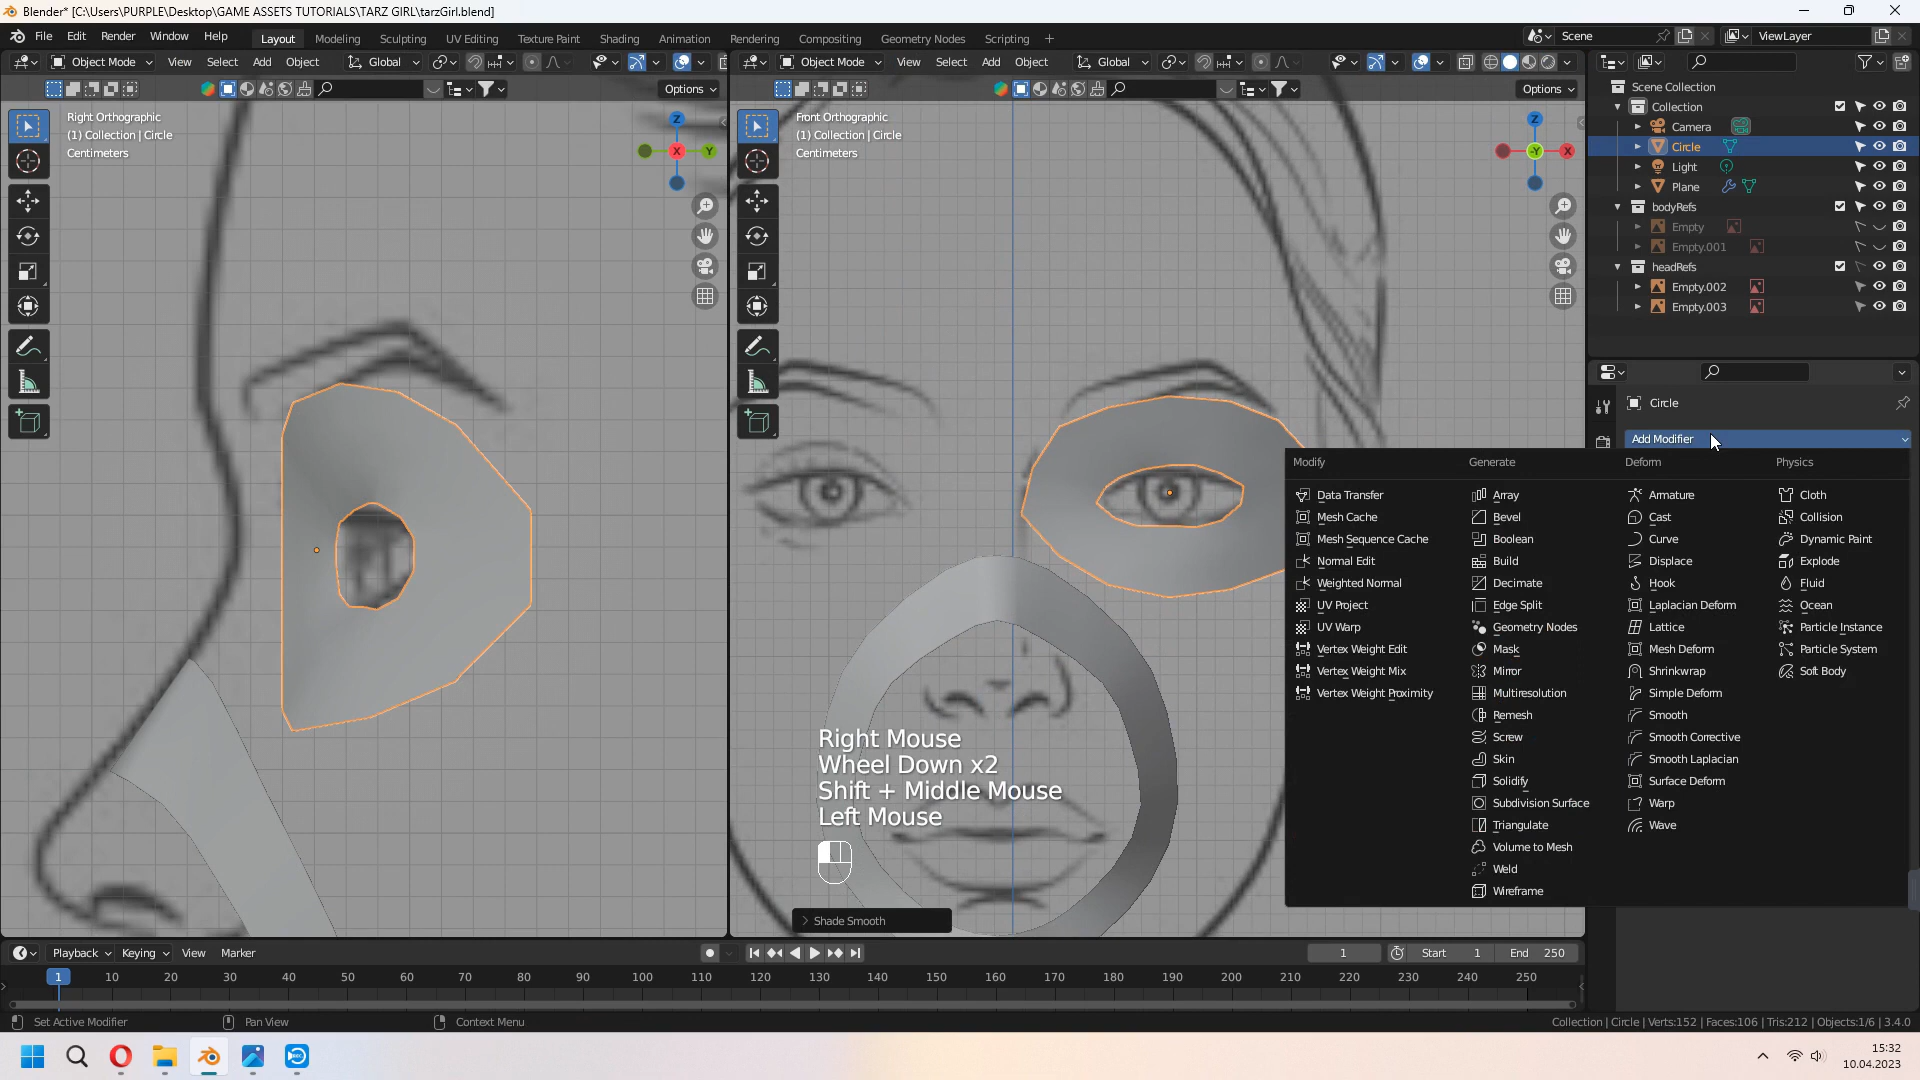 Blender* [C:\Users\PURPLE\Desktop\GAME ASSETS TUTORIALS\TARZ GIRL\tarzGirl.blend]
File Edit Render Window Help
Layout Modeling Sculpting UV Editing Texture Paint Shading Animation Rendering Compositing Geometry Nodes Scripting +
Scene
ViewLayer
Object Mode View Select Add Object Global
Object Mode View Select Add Object Global
Options
Options
Right Orthographic
(1) Collection | Circle
Centimeters
Z
X
Y
Front Orthographic
(1) Collection | Circle
Centimeters
Z
-Y
X
Scene Collection
Collection
Camera
Circle
Light
Plane
bodyRefs
Empty
Empty.001
headRefs
Empty.002
Empty.003
Circle
Add Modifier
Modify
Data Transfer
Mesh Cache
Mesh Sequence Cache
Normal Edit
Weighted Normal
UV Project
UV Warp
Vertex Weight Edit
Vertex Weight Mix
Vertex Weight Proximity
Generate
Array
Bevel
Boolean
Build
Decimate
Edge Split
Geometry Nodes
Mask
Mirror
Multiresolution
Remesh
Screw
Skin
Solidify
Subdivision Surface
Triangulate
Volume to Mesh
Weld
Wireframe
Deform
Armature
Cast
Curve
Displace
Hook
Laplacian Deform
Lattice
Mesh Deform
Shrinkwrap
Simple Deform
Smooth
Smooth Corrective
Smooth Laplacian
Surface Deform
Warp
Wave
Physics
Cloth
Collision
Dynamic Paint
Explode
Fluid
Ocean
Particle Instance
Particle System
Soft Body
Right Mouse
Wheel Down x2
Shift + Middle Mouse
Left Mouse
Shade Smooth
Playback Keying View Marker
1 Start 1 End 250
1 10 20 30 40 50 60 70 80 90 100 110 120 130 140 150 160 170 180 190 200 210 220 230 240 250
Set Active Modifier Pan View Context Menu
Collection | Circle | Verts:152 | Faces:106 | Tris:212 | Objects:1/6 | 3.4.0
15:32
10.04.2023